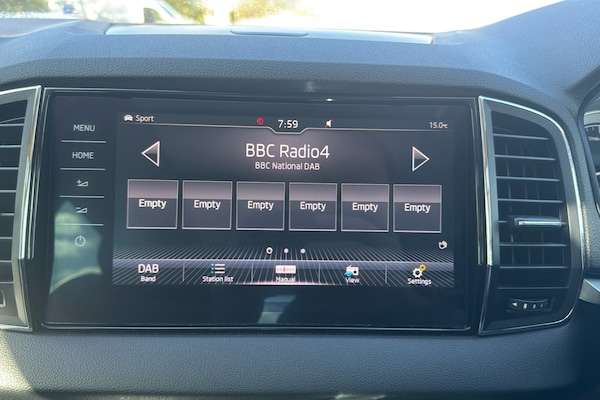 MENU
HOME
Sport
7:59
15.0°C
BBC Radio4
BBC National DAB
Empty Empty Empty Empty Empty Empty
DAB
Band
Station list
Manual
View
Settings